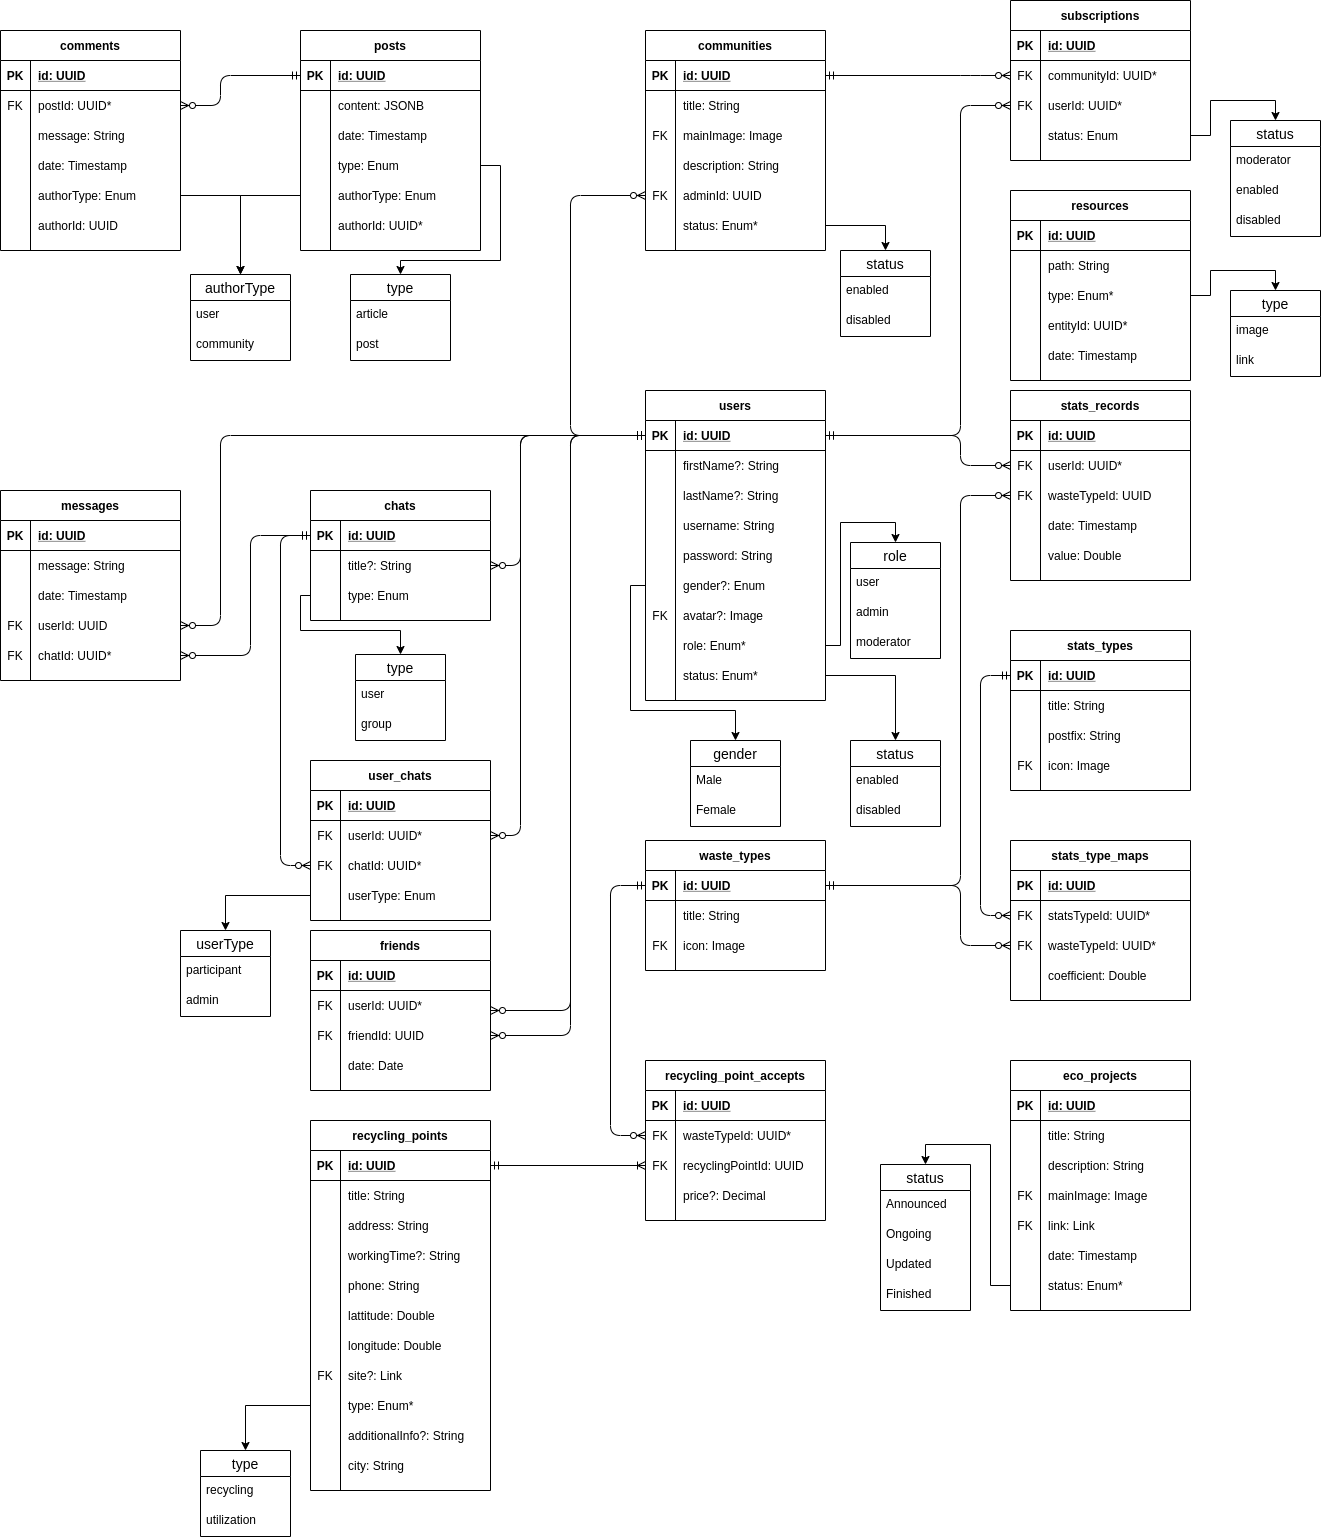 comments
PK id: UUID
FK postId: UUID*
message: String
date: Timestamp
authorType: Enum
authorId: UUID
posts
PK id: UUID
content: JSONB
date: Timestamp
type: Enum
authorType: Enum
authorId: UUID*
authorType
user
community
type
article
post
communities
PK id: UUID
title: String
FK mainImage: Image
description: String
FK adminId: UUID
status: Enum*
status
enabled
disabled
subscriptions
PK id: UUID
FK communityId: UUID*
FK userId: UUID*
status: Enum
status
moderator
enabled
disabled
resources
PK id: UUID
path: String
type: Enum*
entityId: UUID*
date: Timestamp
type
image
link
users
PK id: UUID
firstName?: String
lastName?: String
username: String
password: String
gender?: Enum
FK avatar?: Image
role: Enum*
status: Enum*
role
user
admin
moderator
gender
Male
Female
status
enabled
disabled
stats_records
PK id: UUID
FK userId: UUID*
FK wasteTypeId: UUID
date: Timestamp
value: Double
messages
PK id: UUID
message: String
date: Timestamp
FK userId: UUID
FK chatId: UUID*
chats
PK id: UUID
title?: String
type: Enum
type
user
group
stats_types
PK id: UUID
title: String
postfix: String
FK icon: Image
user_chats
PK id: UUID
FK userId: UUID*
FK chatId: UUID*
userType: Enum
userType
participant
admin
waste_types
PK id: UUID
title: String
FK icon: Image
stats_type_maps
PK id: UUID
FK statsTypeId: UUID*
FK wasteTypeId: UUID*
coefficient: Double
friends
PK id: UUID
FK userId: UUID*
FK friendId: UUID
date: Date
recycling_point_accepts
PK id: UUID
FK wasteTypeId: UUID*
FK recyclingPointId: UUID
price?: Decimal
eco_projects
PK id: UUID
title: String
description: String
FK mainImage: Image
FK link: Link
date: Timestamp
status: Enum*
status
Announced
Ongoing
Updated
Finished
recycling_points
PK id: UUID
title: String
address: String
workingTime?: String
phone: String
lattitude: Double
longitude: Double
FK site?: Link
type: Enum*
additionalInfo?: String
city: String
type
recycling
utilization